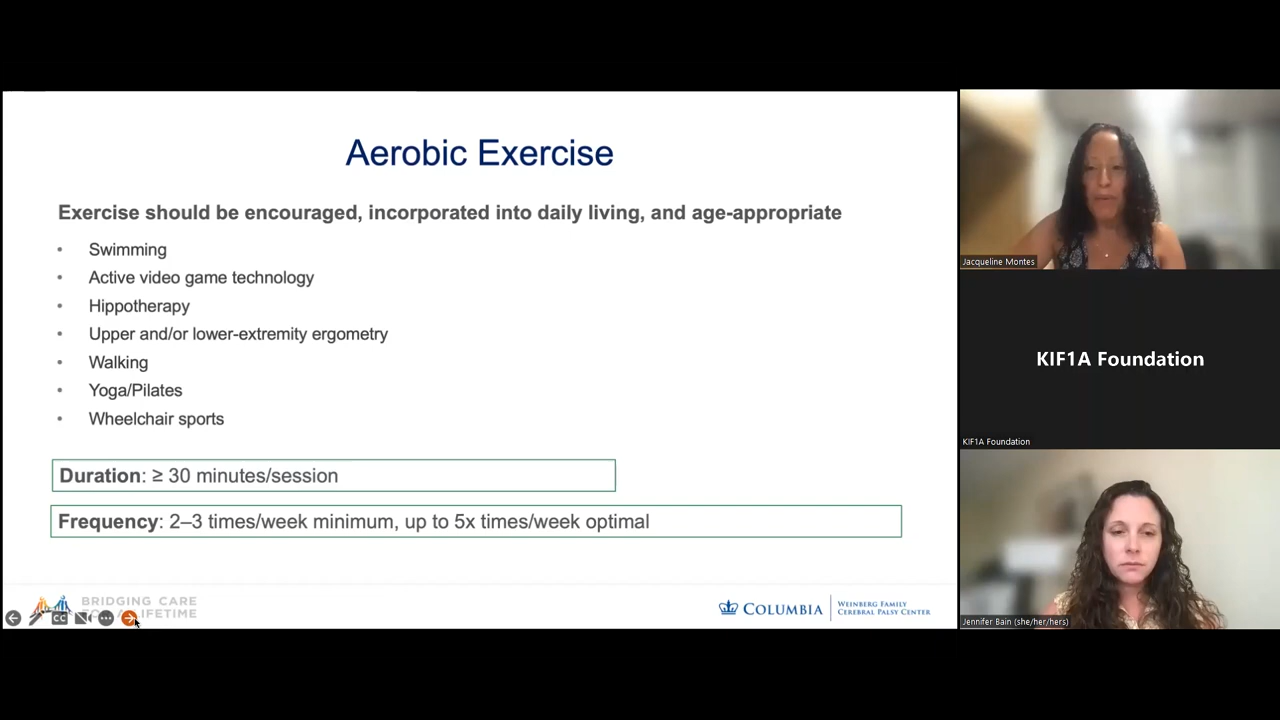 Aerobic Exercise
Exercise should be encouraged, incorporated into daily living, and age-appropriate
• Swimming
• Active video game technology
• Hippotherapy
• Upper and/or lower-extremity ergometry
• Walking
• Yoga/Pilates
• Wheelchair sports
Duration: ≥ 30 minutes/session
Frequency: 2–3 times/week minimum, up to 5x times/week optimal
BRIDGING CARE
LIFETIME
CC
COLUMBIA
WEINBERG FAMILY
CEREBRAL PALSY CENTER
Jacqueline Montes
KIF1A Foundation
KIF1A Foundation
Jennifer Bain (she/her/hers)